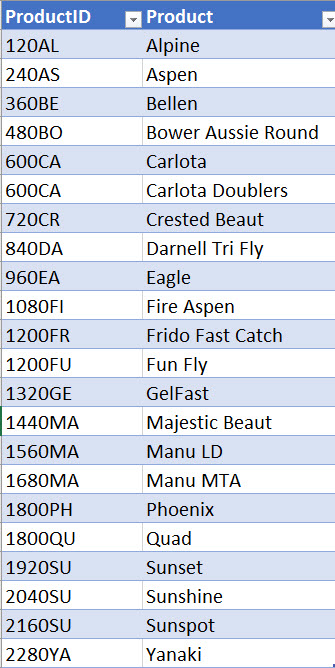 ProductID Product
120AL Alpine
240AS Aspen
360BE Bellen
480BO Bower Aussie Round
600CA Carlota
600CA Carlota Doublers
720CR Crested Beaut
840DA Darnell Tri Fly
960EA Eagle
1080FI Fire Aspen
1200FR Frido Fast Catch
1200FU Fun Fly
1320GE GelFast
1440MA Majestic Beaut
1560MA Manu LD
1680MA Manu MTA
1800PH Phoenix
1800QU Quad
1920SU Sunset
2040SU Sunshine
2160SU Sunspot
2280YA Yanaki